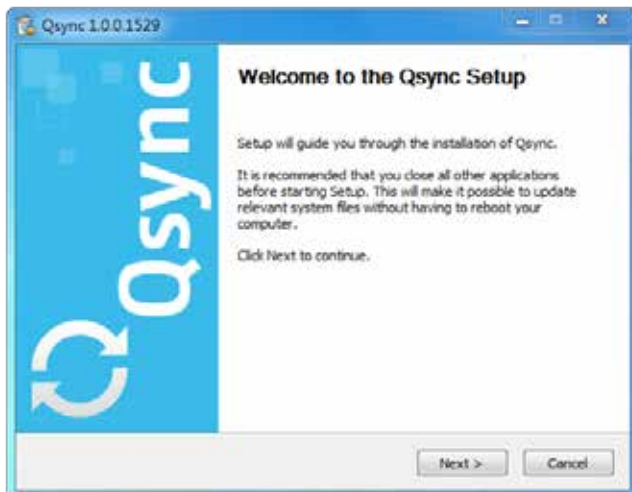 Qsync 1.0.0.1529
Qsync
Welcome to the Qsync Setup
Setup will guide you through the installation of Qsync.
It is recommended that you close all other applications
before starting Setup. This will make it possible to update
relevant system files without having to reboot your
computer.
Click Next to continue.
Next >
Cancel